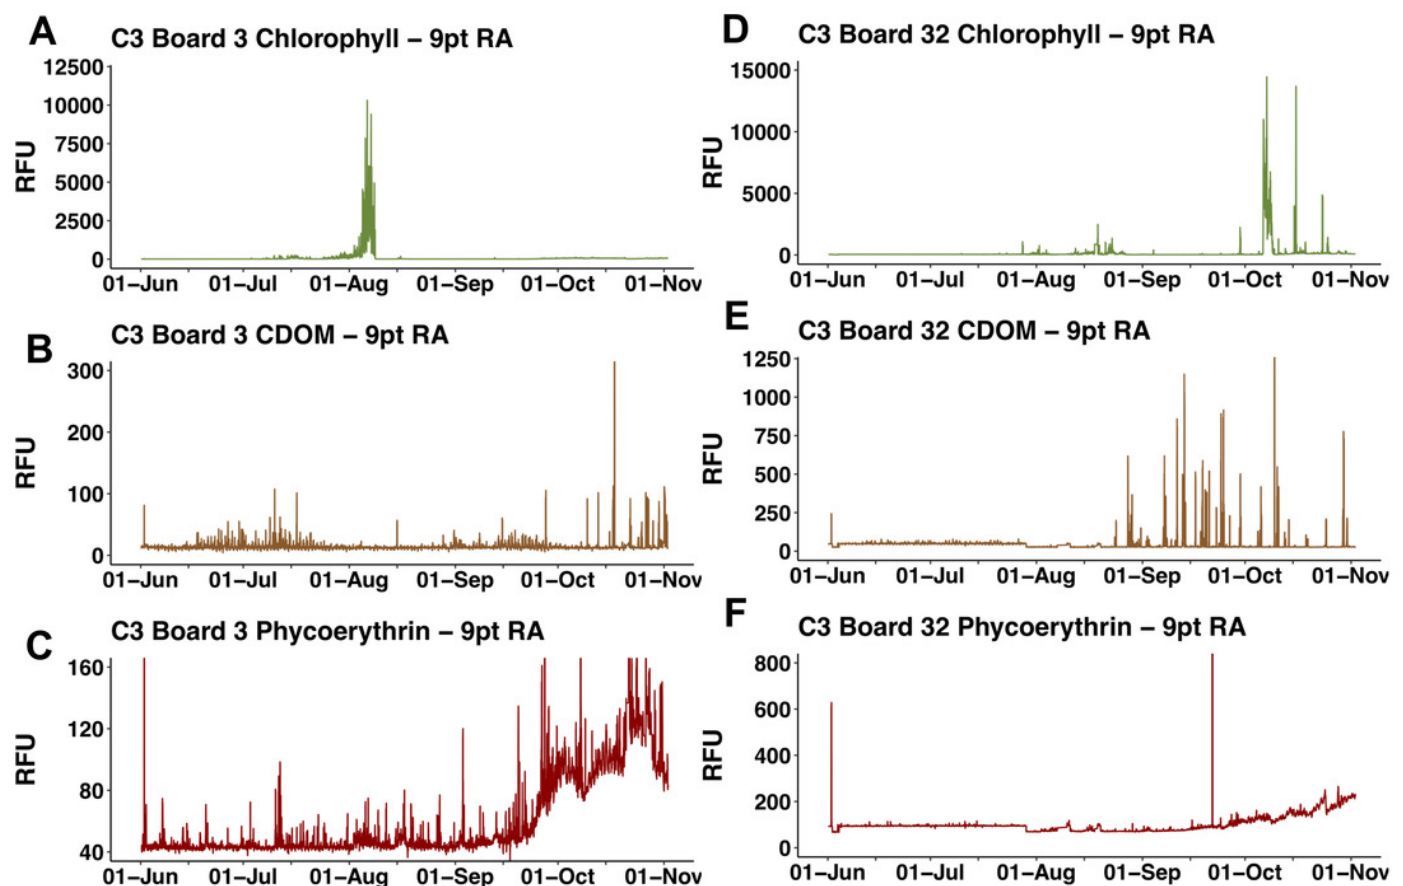 A
C3 Board 3 Chlorophyll – 9pt RA
12500
10000
7500
5000
2500
0
RFU
01–Jun 01–Jul 01–Aug 01–Sep 01–Oct 01–Nov
B
C3 Board 3 CDOM – 9pt RA
300
200
100
0
RFU
01–Jun 01–Jul 01–Aug 01–Sep 01–Oct 01–Nov
C
C3 Board 3 Phycoerythrin – 9pt RA
160
120
80
40
RFU
01–Jun 01–Jul 01–Aug 01–Sep 01–Oct 01–Nov
D
C3 Board 32 Chlorophyll – 9pt RA
15000
10000
5000
0
RFU
01–Jun 01–Jul 01–Aug 01–Sep 01–Oct 01–Nov
E
C3 Board 32 CDOM – 9pt RA
1250
1000
750
500
250
0
RFU
01–Jun 01–Jul 01–Aug 01–Sep 01–Oct 01–Nov
F
C3 Board 32 Phycoerythrin – 9pt RA
800
600
400
200
0
RFU
01–Jun 01–Jul 01–Aug 01–Sep 01–Oct 01–Nov